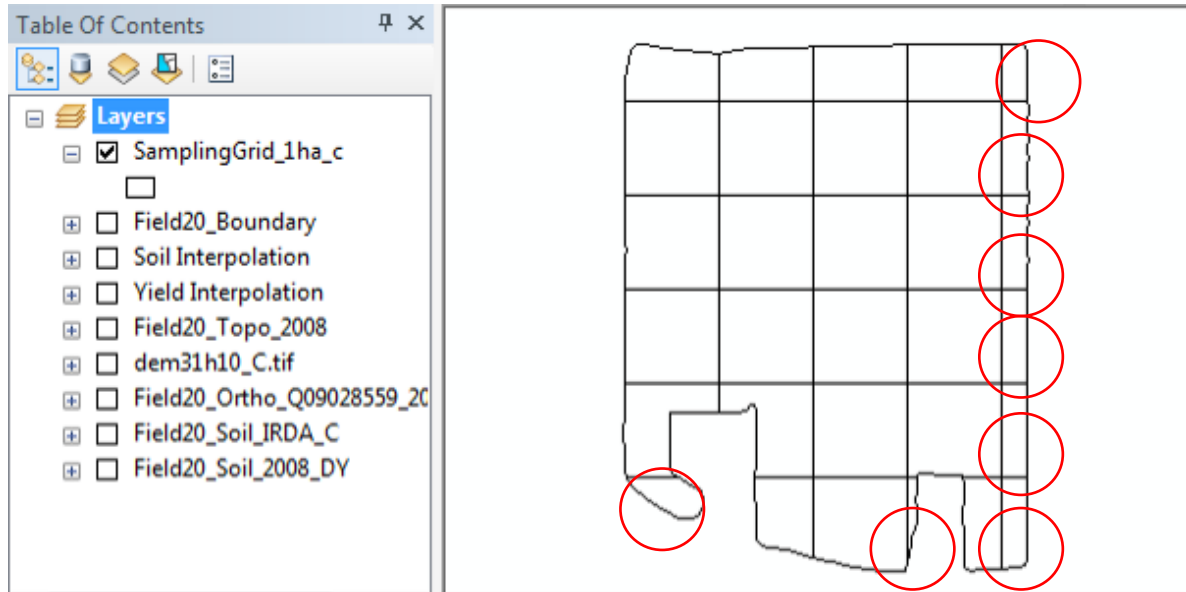 Table Of Contents
Layers
SamplingGrid_1ha_c
Field20_Boundary
Soil Interpolation
Yield Interpolation
Field20_Topo_2008
dem31h10_C.tif
Field20_Ortho_Q09028559_20
Field20_Soil_IRDA_C
Field20_Soil_2008_DY